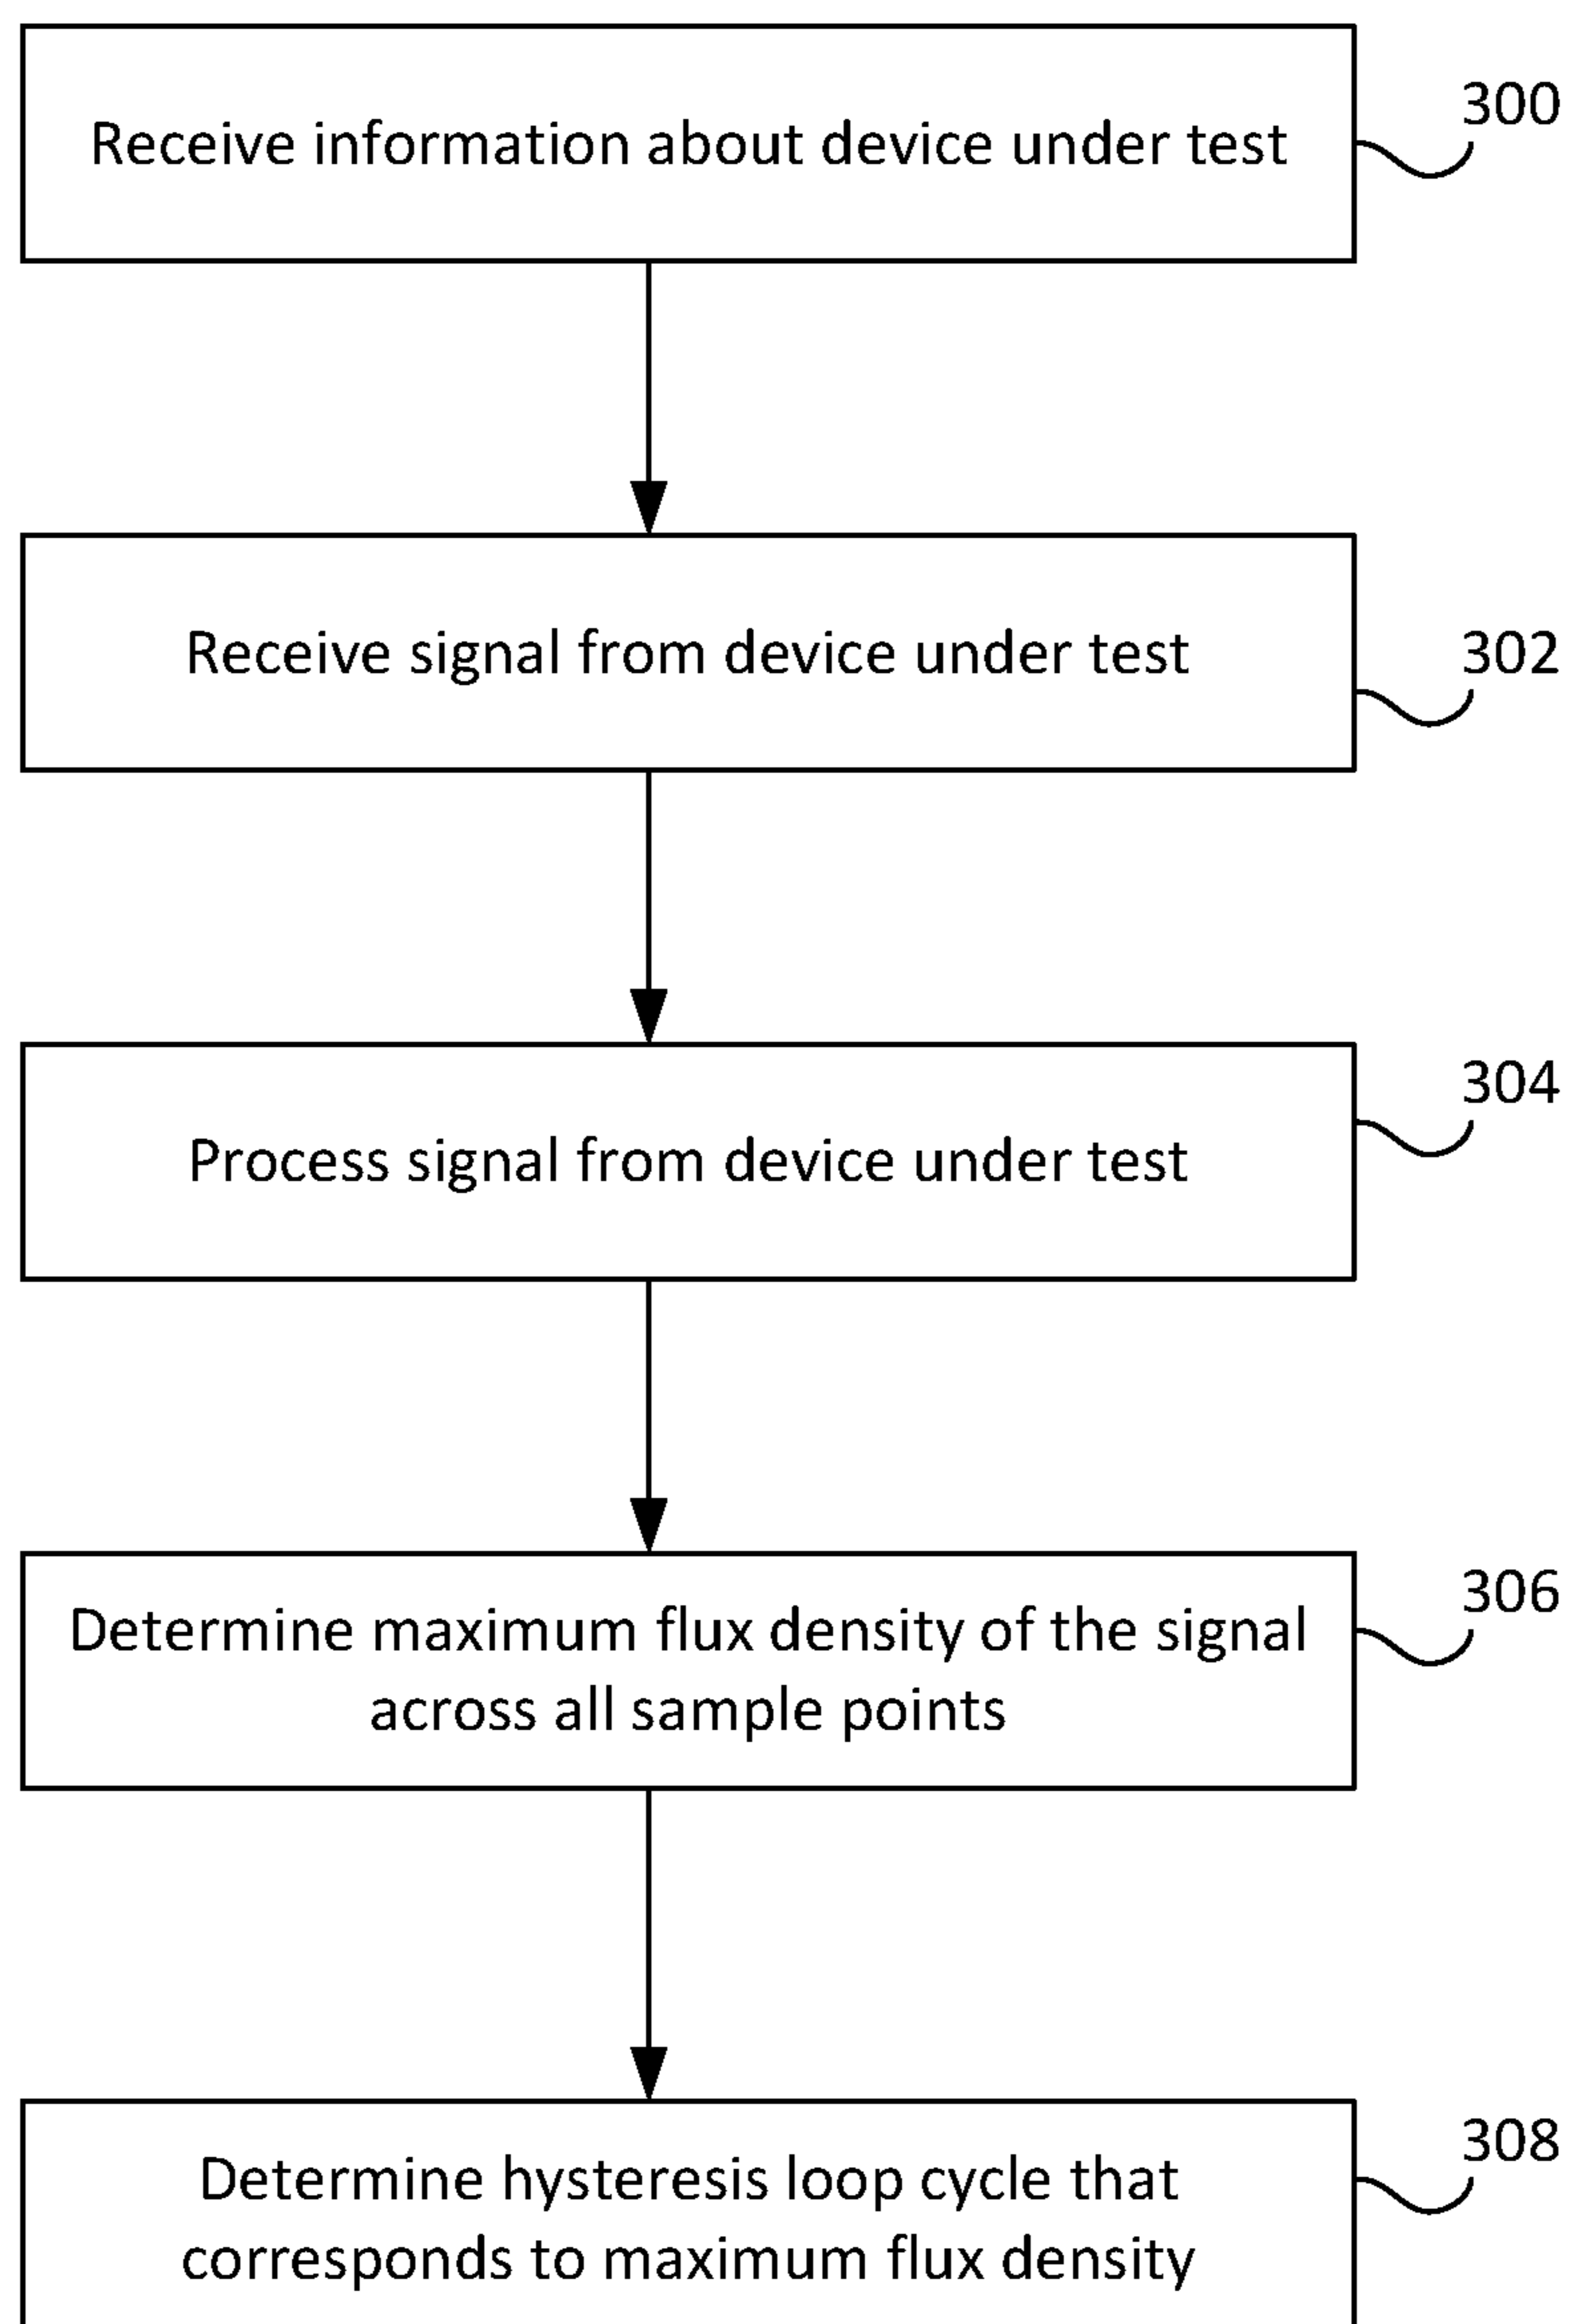 Receive information about device under test
300
Receive signal from device under test
302
Process signal from device under test
304
Determine maximum flux density of the signal
across all sample points
306
Determine hysteresis loop cycle that
corresponds to maximum flux density
308